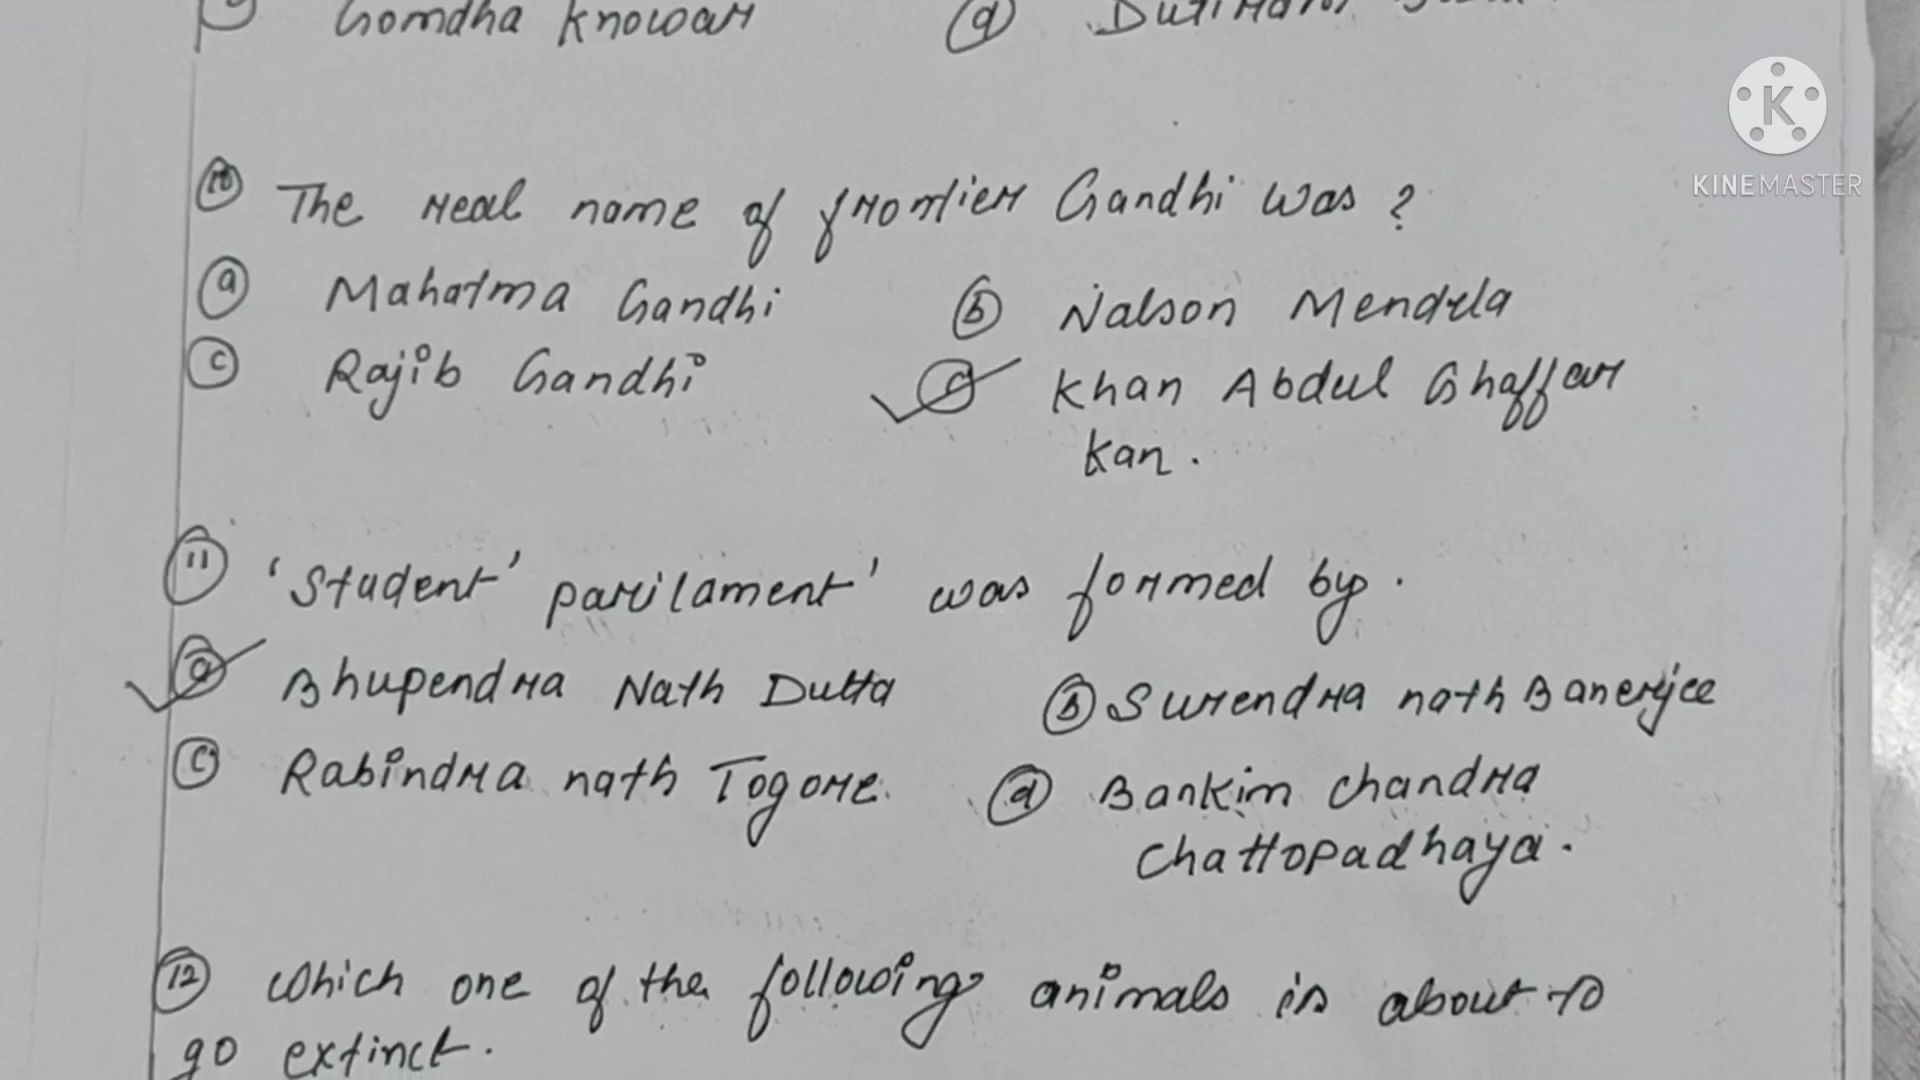 Gomdha Knowar (d)
(10) The real name of frontier Gandhi was ?
(a) Mahatma Gandhi (b) Nalson Mendela
(c) Rajib Gandhi (d) Khan Abdul Ghaffar
Kan.
(11) 'Student' parilament' was formed by.
(a) Bhupendra Nath Dutta (b) Surendra nath Banerjee
(c) Rabindra nath Togore. (d) Bankim chandra
chattopadhaya.
(12) which one of the following animals is about to
go extinct.
K
KINEMASTER